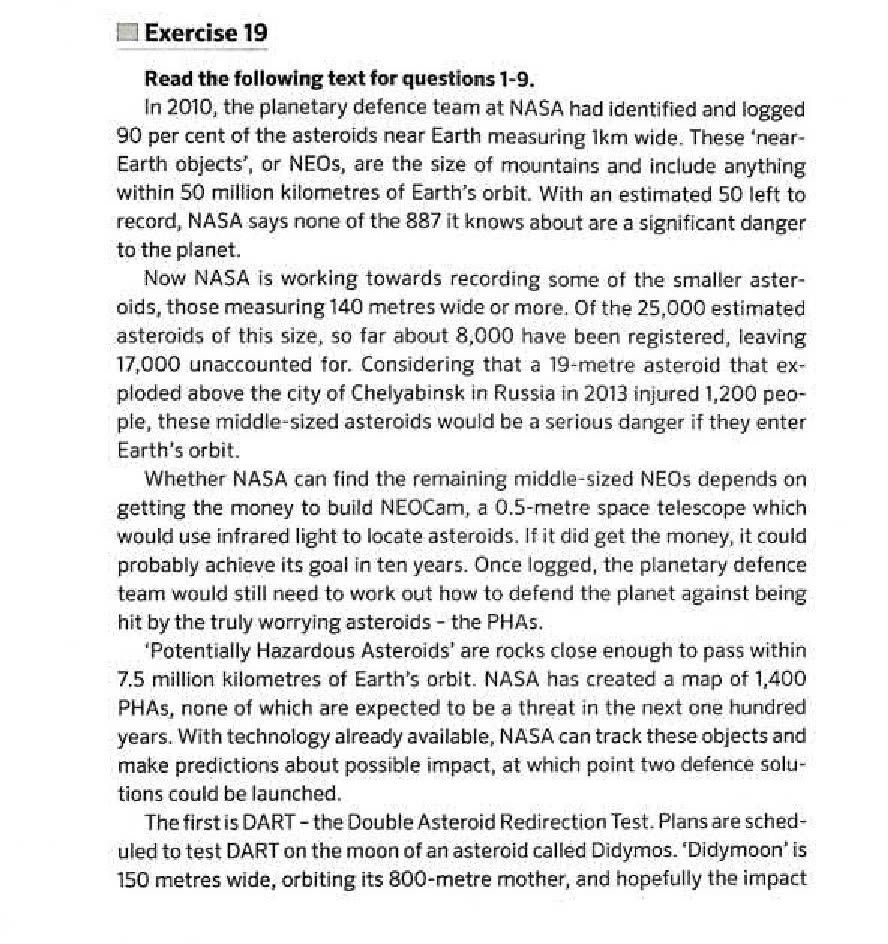 Exercise 19
Read the following text for questions 1-9.
In 2010, the planetary defence team at NASA had identified and logged
90 per cent of the asteroids near Earth measuring 1km wide. These 'near-
Earth objects', or NEOs, are the size of mountains and include anything
within 50 million kilometres of Earth's orbit. With an estimated 50 left to
record, NASA says none of the 887 it knows about are a significant danger
to the planet.
Now NASA is working towards recording some of the smaller aster-
oids, those measuring 140 metres wide or more. Of the 25,000 estimated
asteroids of this size, so far about 8,000 have been registered, leaving
17,000 unaccounted for. Considering that a 19-metre asteroid that ex-
ploded above the city of Chelyabinsk in Russia in 2013 injured 1,200 peo-
ple, these middle-sized asteroids would be a serious danger if they enter
Earth's orbit.
Whether NASA can find the remaining middle-sized NEOs depends on
getting the money to build NEOCam, a 0.5-metre space telescope which
would use infrared light to locate asteroids. If it did get the money, it could
probably achieve its goal in ten years. Once logged, the planetary defence
team would still need to work out how to defend the planet against being
hit by the truly worrying asteroids – the PHAs.
'Potentially Hazardous Asteroids' are rocks close enough to pass within
7.5 million kilometres of Earth's orbit. NASA has created a map of 1,400
PHAs, none of which are expected to be a threat in the next one hundred
years. With technology already available, NASA can track these objects and
make predictions about possible impact, at which point two defence solu-
tions could be launched.
The first is DART – the Double Asteroid Redirection Test. Plans are sched-
uled to test DART on the moon of an asteroid called Didymos. 'Didymoon' is
150 metres wide, orbiting its 800-metre mother, and hopefully the impact